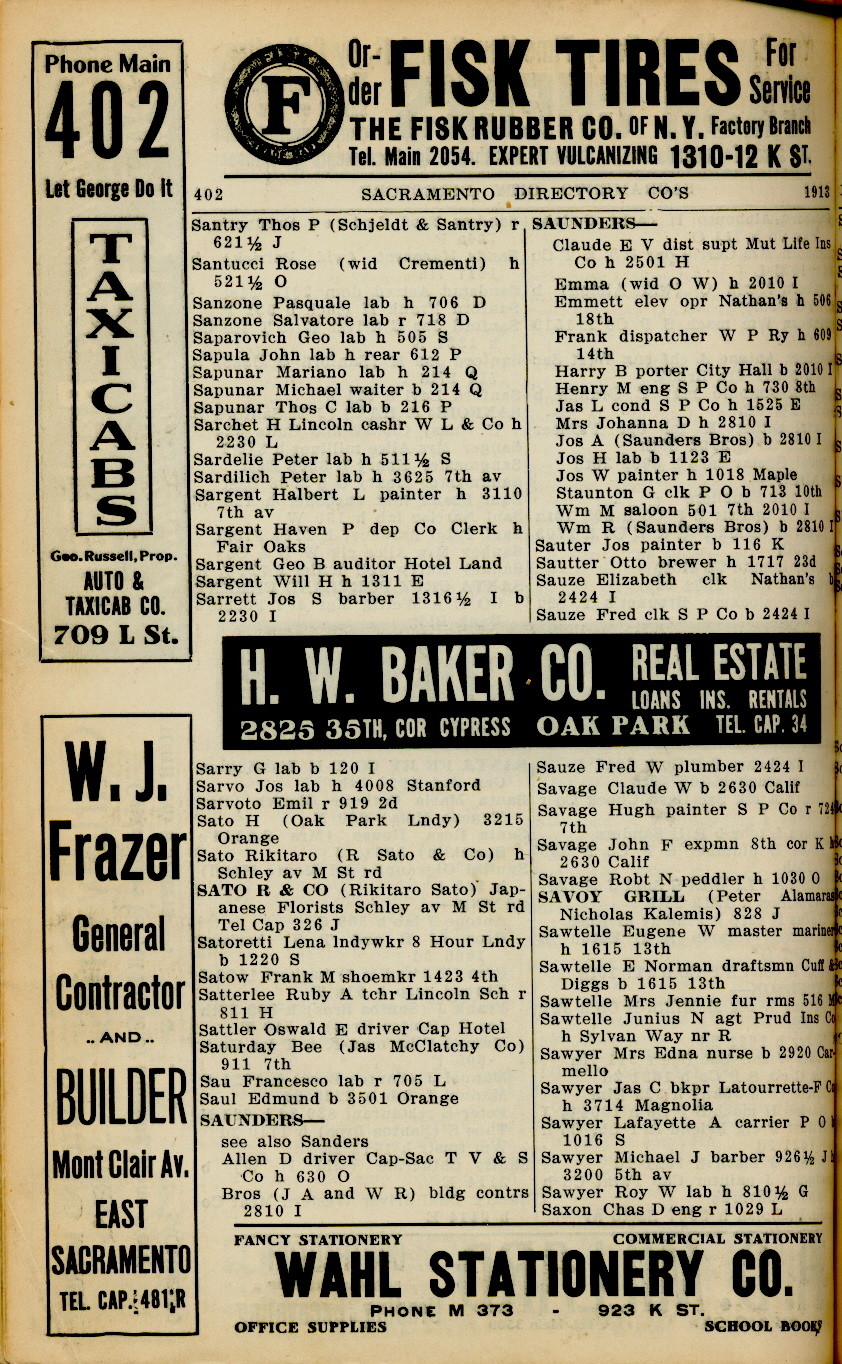 Phone Main
402
Let George Do It
TAXICABS
Geo. Russell, Prop.
AUTO &
TAXICAB CO.
709 L St.
W. J.
Frazer
General
Contractor
.. AND ..
BUILDER
Mont Clair Av.
EAST
SACRAMENTO
TEL. CAP. 481 R
F
Or-
der
FISK TIRES
For
Service
THE FISK RUBBER CO. OF N. Y. Factory Branch
Tel. Main 2054. EXPERT VULCANIZING 1310-12 K ST.
402 SACRAMENTO DIRECTORY CO'S 1913
Santry Thos P (Schjeldt & Santry) r
621½ J
Santucci Rose (wid Crementi) h
521½ O
Sanzone Pasquale lab h 706 D
Sanzone Salvatore lab r 718 D
Saparovich Geo lab h 505 S
Sapula John lab h rear 612 P
Sapunar Mariano lab h 214 Q
Sapunar Michael waiter b 214 Q
Sapunar Thos C lab b 216 P
Sarchet H Lincoln cashr W L & Co h
2230 L
Sardelie Peter lab h 511½ S
Sardilich Peter lab h 3625 7th av
Sargent Halbert L painter h 3110
7th av
Sargent Haven P dep Co Clerk h
Fair Oaks
Sargent Geo B auditor Hotel Land
Sargent Will H h 1311 E
Sarrett Jos S barber 1316½ I b
2230 I
SAUNDERS—
Claude E V dist supt Mut Life Ins
Co h 2501 H
Emma (wid O W) h 2010 I
Emmett elev opr Nathan's h 506
18th
Frank dispatcher W P Ry h 609
14th
Harry B porter City Hall b 2010 I
Henry M eng S P Co h 730 8th
Jas L cond S P Co h 1525 E
Mrs Johanna D h 2810 I
Jos A (Saunders Bros) b 2810 I
Jos H lab b 1123 E
Jos W painter h 1018 Maple
Staunton G clk P O b 713 10th
Wm M saloon 501 7th 2010 I
Wm R (Saunders Bros) b 2810 I
Sauter Jos painter b 116 K
Sautter Otto brewer h 1717 23d
Sauze Elizabeth clk Nathan's b
2424 I
Sauze Fred clk S P Co b 2424 I
H. W. BAKER CO. REAL ESTATE
LOANS INS. RENTALS
2825 35TH, COR CYPRESS OAK PARK TEL. CAP. 34
Sarry G lab b 120 I
Sarvo Jos lab h 4008 Stanford
Sarvoto Emil r 919 2d
Sato H (Oak Park Lndy) 3215
Orange
Sato Rikitaro (R Sato & Co) h
Schley av M St rd
SATO R & CO (Rikitaro Sato) Jap-
anese Florists Schley av M St rd
Tel Cap 326 J
Satoretti Lena lndywkr 8 Hour Lndy
b 1220 S
Satow Frank M shoemkr 1423 4th
Satterlee Ruby A tchr Lincoln Sch r
811 H
Sattler Oswald E driver Cap Hotel
Saturday Bee (Jas McClatchy Co)
911 7th
Sau Francesco lab r 705 L
Saul Edmund b 3501 Orange
SAUNDERS—
see also Sanders
Allen D driver Cap-Sac T V & S
Co h 630 O
Bros (J A and W R) bldg contrs
2810 I
Sauze Fred W plumber 2424 I
Savage Claude W b 2630 Calif
Savage Hugh painter S P Co r 724
7th
Savage John F expmn 8th cor K h
2630 Calif
Savage Robt N peddler h 1030 O
SAVOY GRILL (Peter Alamaras
Nicholas Kalemis) 828 J
Sawtelle Eugene W master mariner
h 1615 13th
Sawtelle E Norman draftsmn Cuff &
Diggs b 1615 13th
Sawtelle Mrs Jennie fur rms 516 M
Sawtelle Junius N agt Prud Ins Co
h Sylvan Way nr R
Sawyer Mrs Edna nurse b 2920 Car-
mello
Sawyer Jas C bkpr Latourrette-F Co
h 3714 Magnolia
Sawyer Lafayette A carrier P O
1016 S
Sawyer Michael J barber 926½ J
3200 5th av
Sawyer Roy W lab h 810½ G
Saxon Chas D eng r 1029 L
FANCY STATIONERY COMMERCIAL STATIONERY
WAHL STATIONERY CO.
PHONE M 373 - 923 K ST.
OFFICE SUPPLIES SCHOOL BOOKS